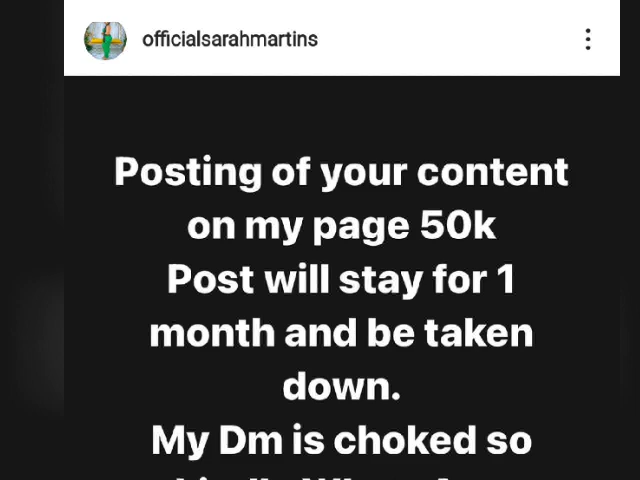 officialsarahmartins
Posting of your content
on my page 50k
Post will stay for 1
month and be taken
down.
My Dm is choked so